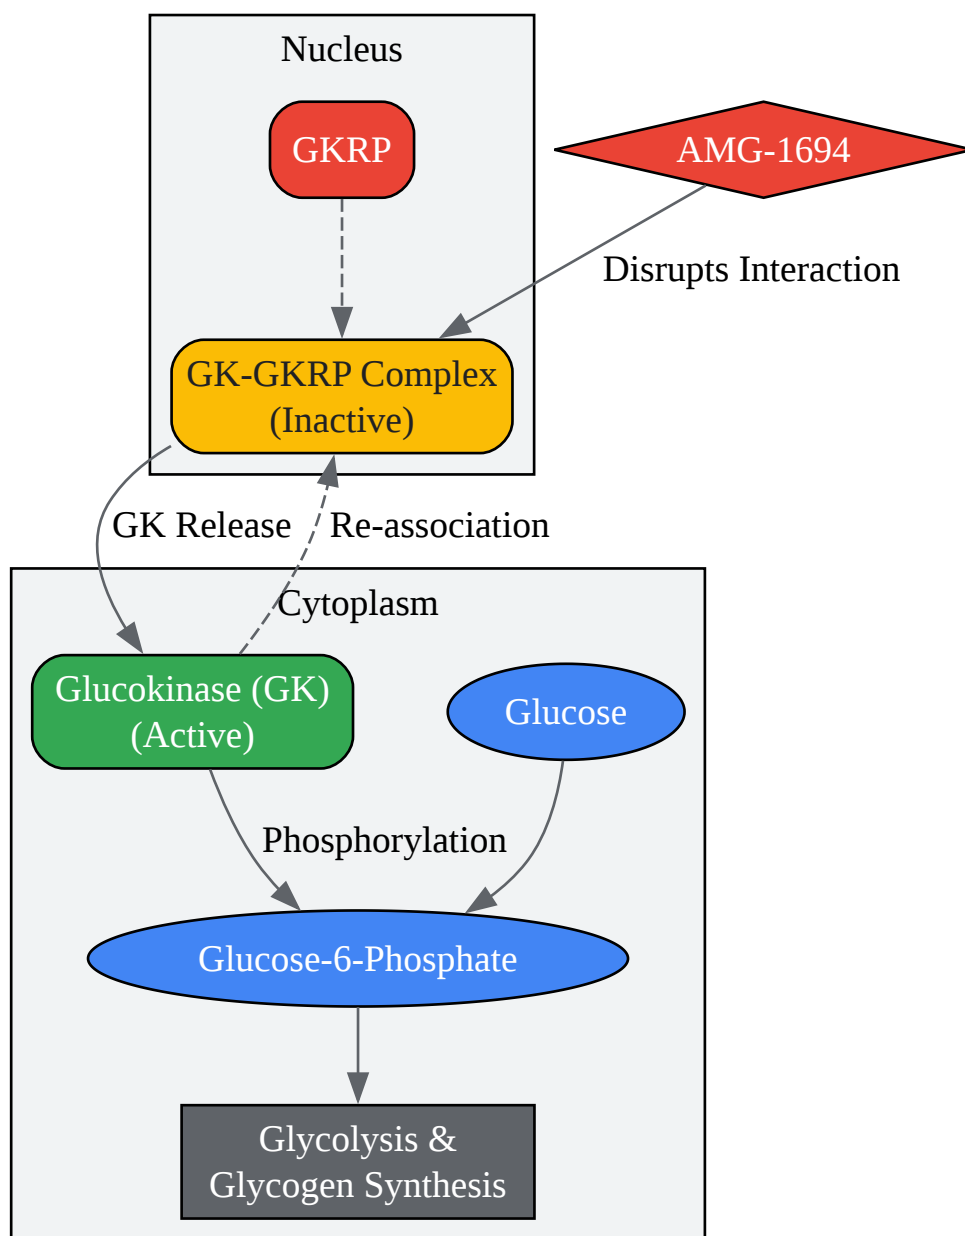 Nucleus
GKRP
AMG-1694
Disrupts Interaction
GK-GKRP Complex
(Inactive)
GK Release
Re-association
Cytoplasm
Glucokinase (GK)
(Active)
Glucose
Phosphorylation
Glucose-6-Phosphate
Glycolysis &
Glycogen Synthesis